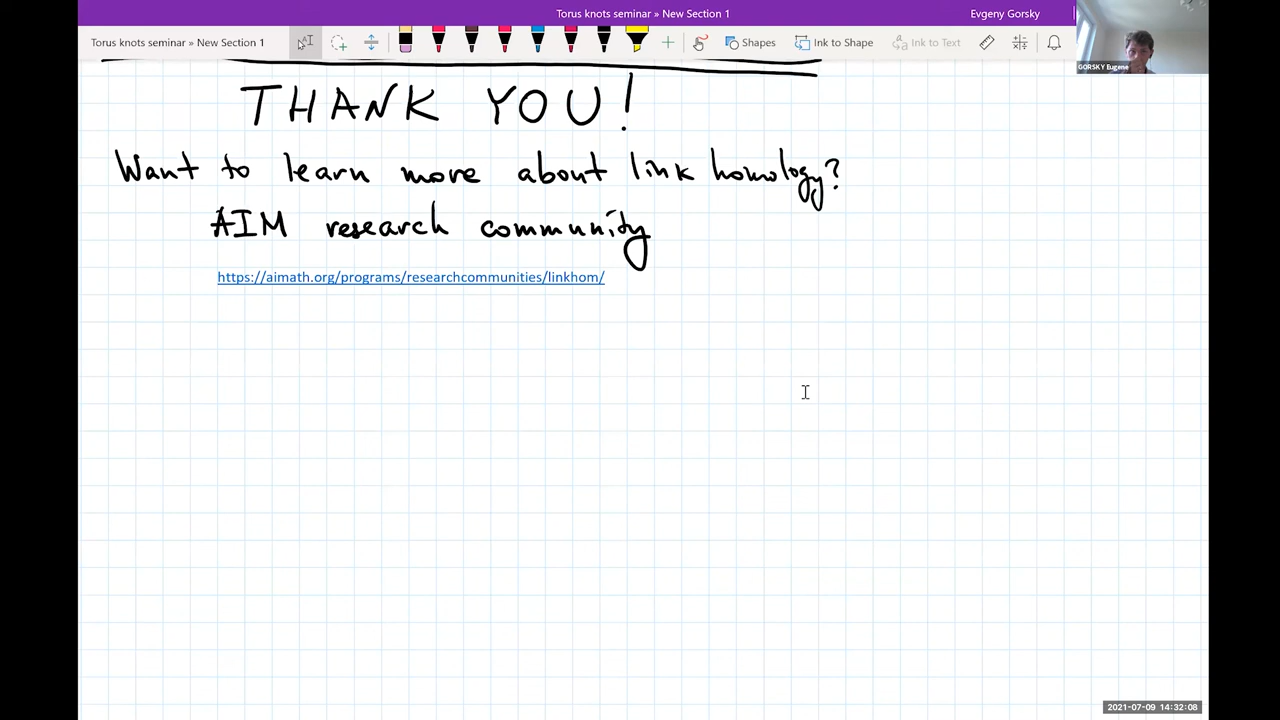 Torus knots seminar » New Section 1
Evgeny Gorsky
Torus knots seminar » New Section 1
Shapes
Ink to Shape
Ink to Text
GORSKY Eugene
THANK YOU!
Want to learn more about link homology?
AIM research community
https://aimath.org/programs/researchcommunities/linkhom/
2021-07-09 14:32:08